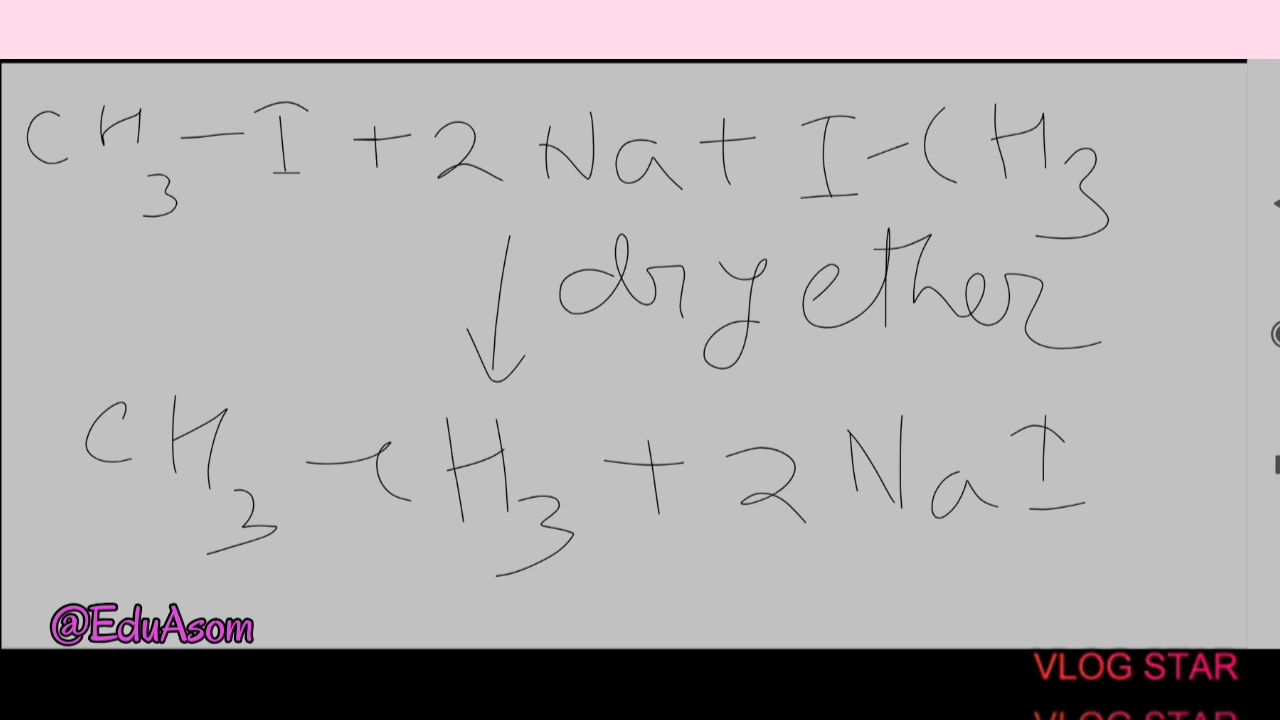 CH3-I + 2Na + I-CH3
↓ dry ether
CH3-CH3 + 2NaI
@EduAsom
VLOG STAR